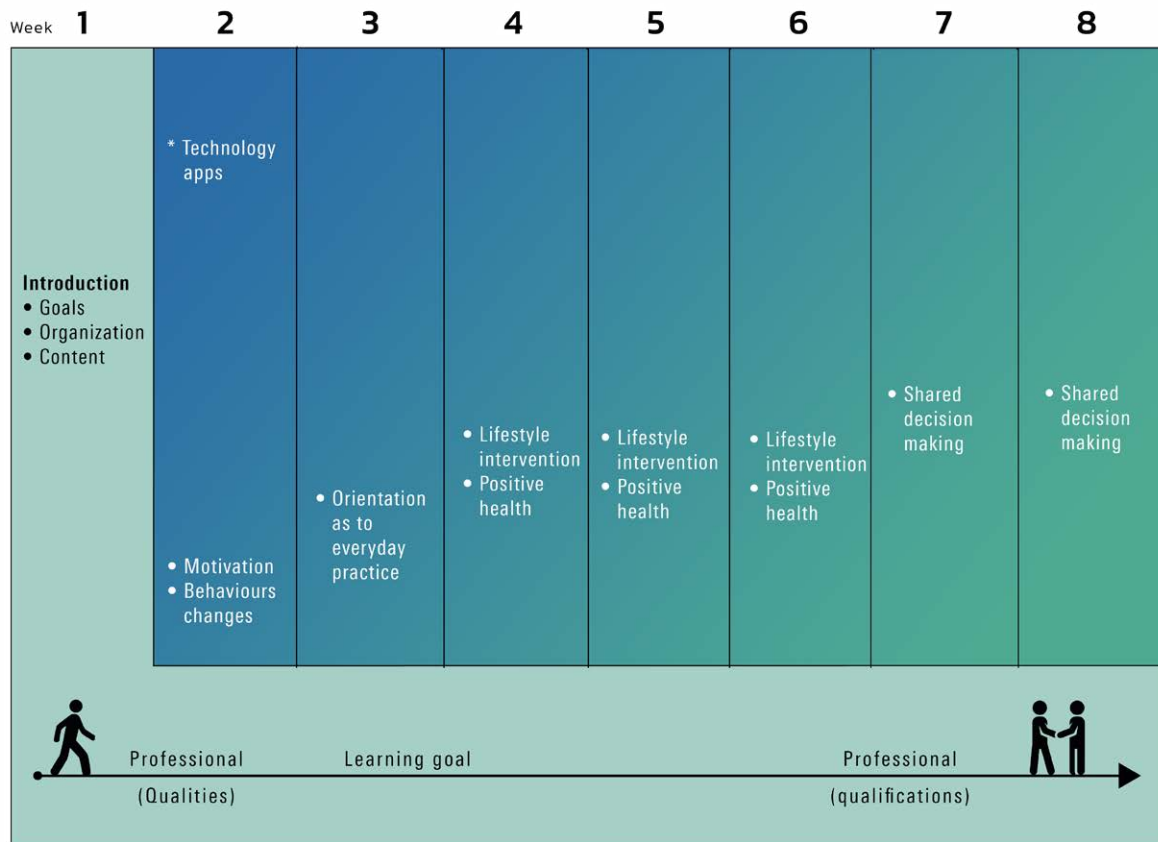 Week 1 2 3 4 5 6 7 8
Introduction
• Goals
• Organization
• Content
* Technology
apps
• Motivation
• Behaviours
changes
• Orientation
as to
everyday
practice
• Lifestyle
intervention
• Positive
health
• Lifestyle
intervention
• Positive
health
• Lifestyle
intervention
• Positive
health
• Shared
decision
making
• Shared
decision
making
Professional
(Qualities)
Learning goal
Professional
(qualifications)